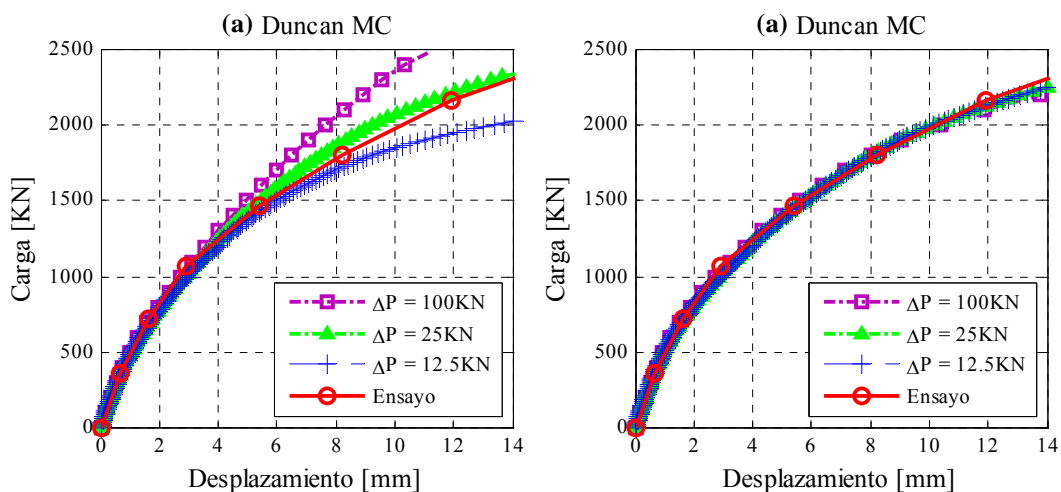 (a) Duncan MC
2500
2000
1500
1000
500
0
Carga [KN]
ΔP = 100KN
ΔP = 25KN
ΔP = 12.5KN
Ensayo
0 2 4 6 8 10 12 14
Desplazamiento [mm]
(a) Duncan MC
2500
2000
1500
1000
500
0
Carga [KN]
ΔP = 100KN
ΔP = 25KN
ΔP = 12.5KN
Ensayo
0 2 4 6 8 10 12 14
Desplazamiento [mm]